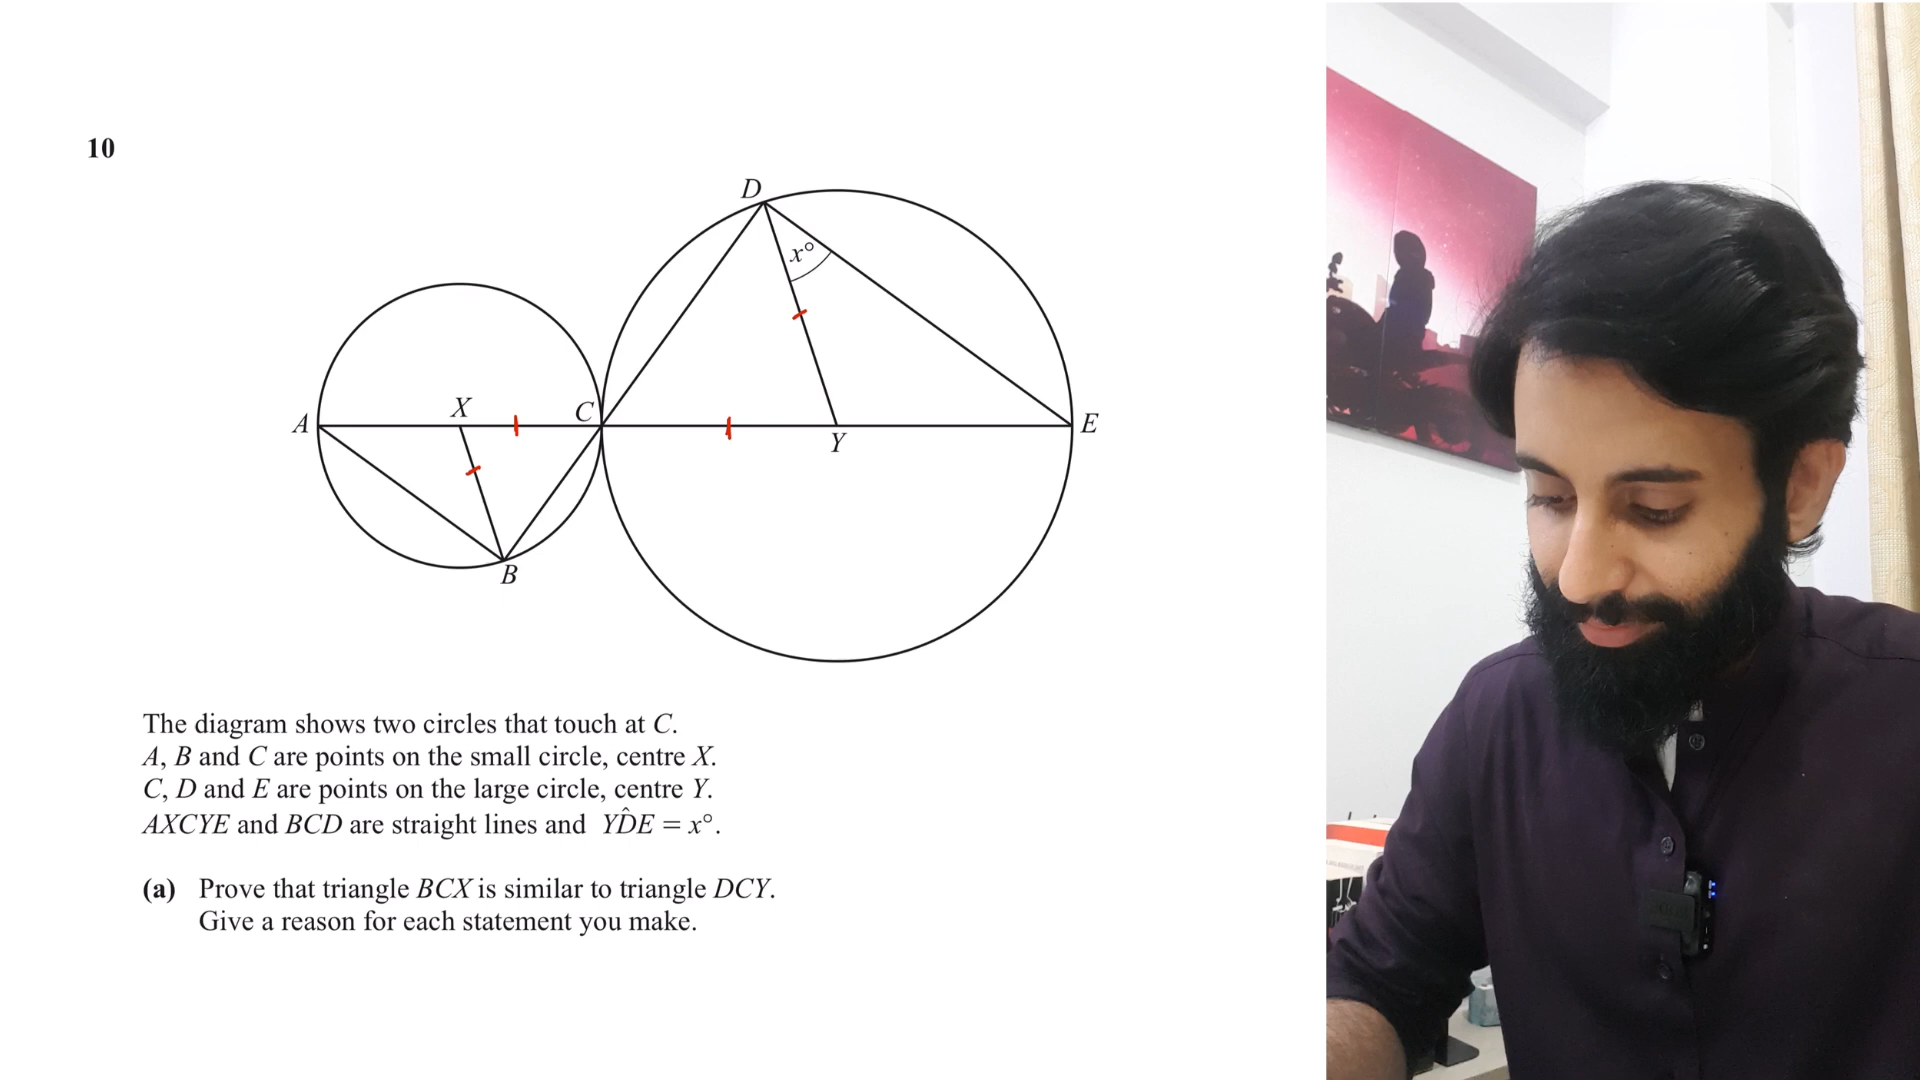 10
D
x°
A
X
C
Y
E
B
The diagram shows two circles that touch at C.
A, B and C are points on the small circle, centre X.
C, D and E are points on the large circle, centre Y.
AXCYE and BCD are straight lines and YD̂E = x°.
(a) Prove that triangle BCX is similar to triangle DCY.
Give a reason for each statement you make.